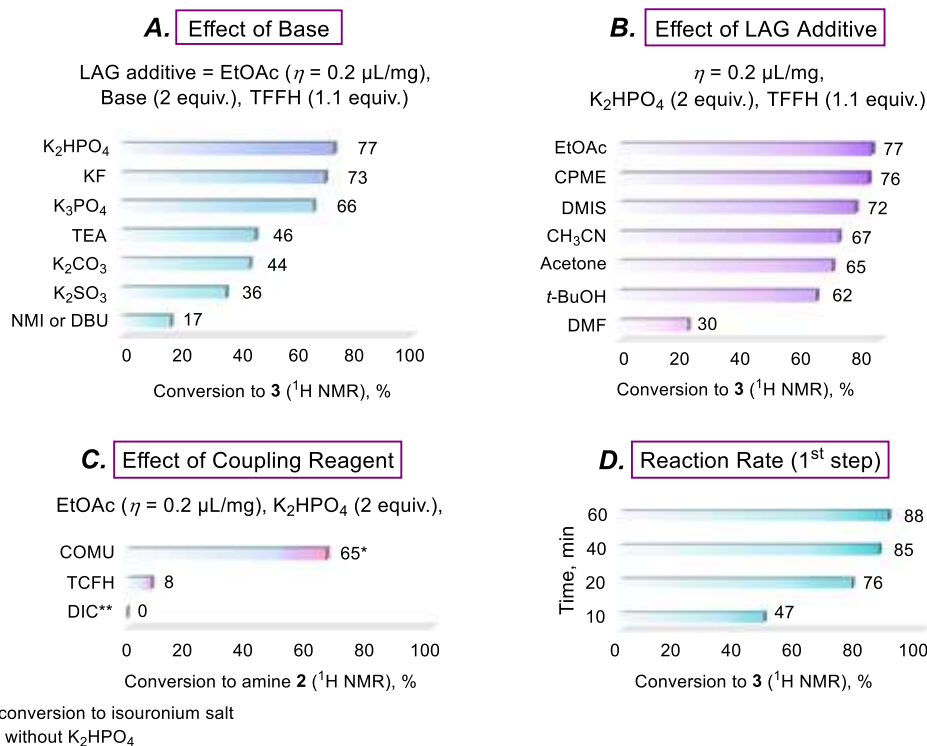 A. Effect of Base
LAG additive = EtOAc (η = 0.2 μL/mg),
Base (2 equiv.), TFFH (1.1 equiv.)
K₂HPO₄ 77
KF 73
K₃PO₄ 66
TEA 46
K₂CO₃ 44
K₂SO₃ 36
NMI or DBU 17
0 20 40 60 80 100
Conversion to 3 (¹H NMR), %
B. Effect of LAG Additive
η = 0.2 μL/mg,
K₂HPO₄ (2 equiv.), TFFH (1.1 equiv.)
EtOAc 77
CPME 76
DMIS 72
CH₃CN 67
Acetone 65
t-BuOH 62
DMF 30
0 20 40 60 80
Conversion to 3 (¹H NMR), %
C. Effect of Coupling Reagent
EtOAc (η = 0.2 μL/mg), K₂HPO₄ (2 equiv.),
COMU 65*
TCFH 8
DIC** 0
0 20 40 60 80 100
Conversion to amine 2 (¹H NMR), %
conversion to isouronium salt
without K₂HPO₄
D. Reaction Rate (1ˢᵗ step)
Time, min
60 88
40 85
20 76
10 47
0 20 40 60 80 100
Conversion to 3 (¹H NMR), %